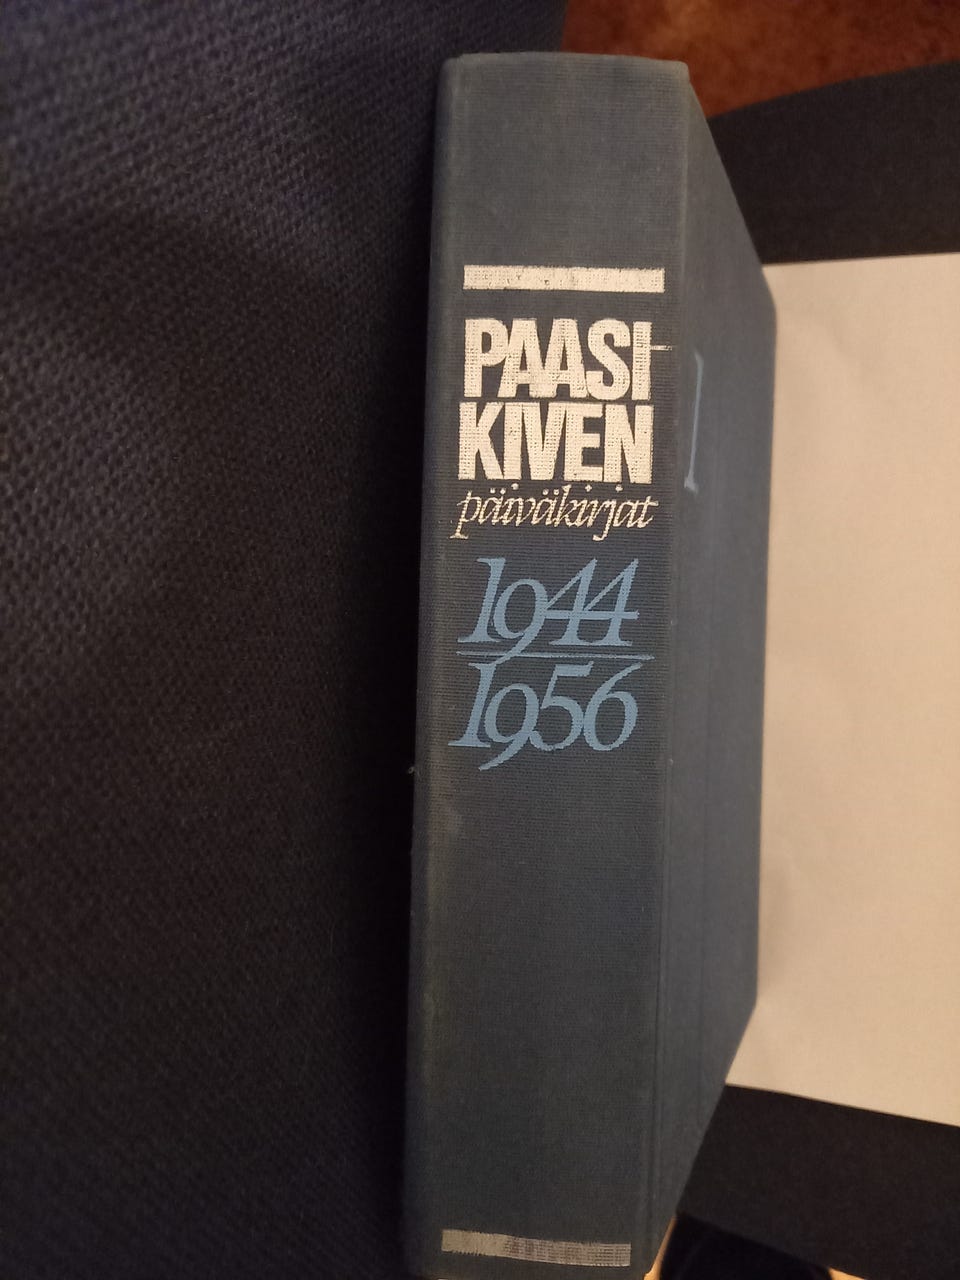 PAASI-
KIVEN
päiväkirjat
1944
1956